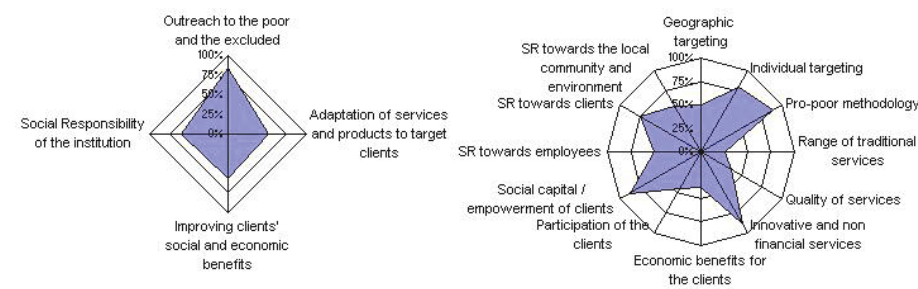 Outreach to the poor
and the excluded
100%
75%
50%
25%
0%
Adaptation of services
and products to target
clients
Improving clients'
social and economic
benefits
Social Responsibility
of the institution
Geographic
targeting
100%
75%
50%
25%
0%
Individual targeting
Pro-poor methodology
Range of traditional
services
Quality of services
Innovative and non
financial services
Economic benefits for
the clients
Participation of the
clients
Social capital /
empowerment of clients
SR towards employees
SR towards clients
SR towards the local
community and
environment